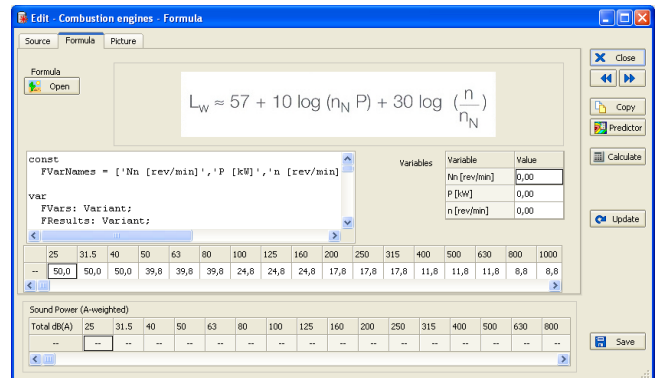 Edit - Combustion engines - Formula
Source Formula Picture
Close
Formula
Open
L_W ≈ 57 + 10 log (n_N P) + 30 log (n/n_N)
Copy
Predictor
const
FVarNames = ['Nn [rev/min]','P [kW]','n [rev/min]
var
FVars: Variant;
FResults: Variant;
Variables
Variable Value
Nn [rev/min] 0,00
P [kW] 0,00
n [rev/min] 0,00
Calculate
Update
25 31.5 40 50 63 80 100 125 160 200 250 315 400 500 630 800 1000
-- 50,0 50,0 50,0 39,8 39,8 39,8 24,8 24,8 24,8 17,8 17,8 17,8 11,8 11,8 11,8 8,8 8,8
Sound Power (A-weighted)
Total dB(A) 25 31.5 40 50 63 80 100 125 160 200 250 315 400 500 630 800
-- -- -- -- -- -- -- -- -- -- -- -- -- -- -- -- --
Save